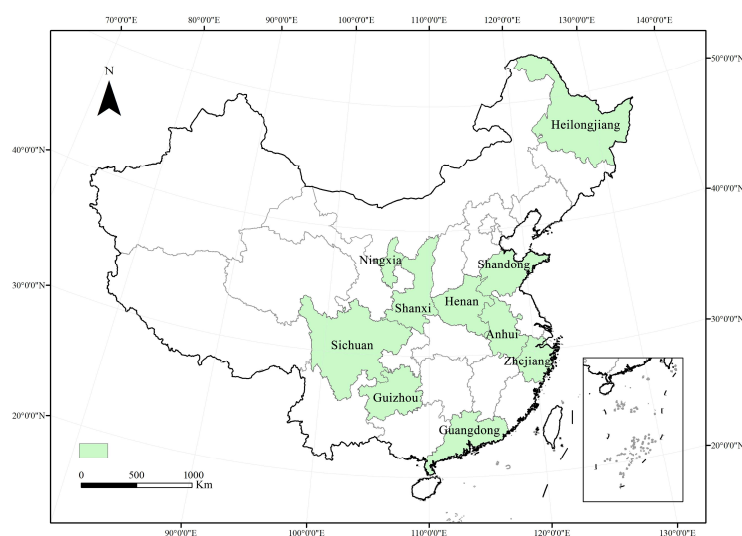 70°0'0"E 80°0'0"E 90°0'0"E 100°0'0"E 110°0'0"E 120°0'0"E 130°0'0"E 140°0'0"E
N
50°0'0"N
Heilongjiang
40°0'0"N
40°0'0"N
Ningxia
Shandong
30°0'0"N
Henan
Shanxi
30°0'0"N
Anhui
Sichuan
Zhejiang
Guizhou
20°0'0"N
Guangdong
20°0'0"N
0 500 1000
Km
90°0'0"E 100°0'0"E 110°0'0"E 120°0'0"E 130°0'0"E